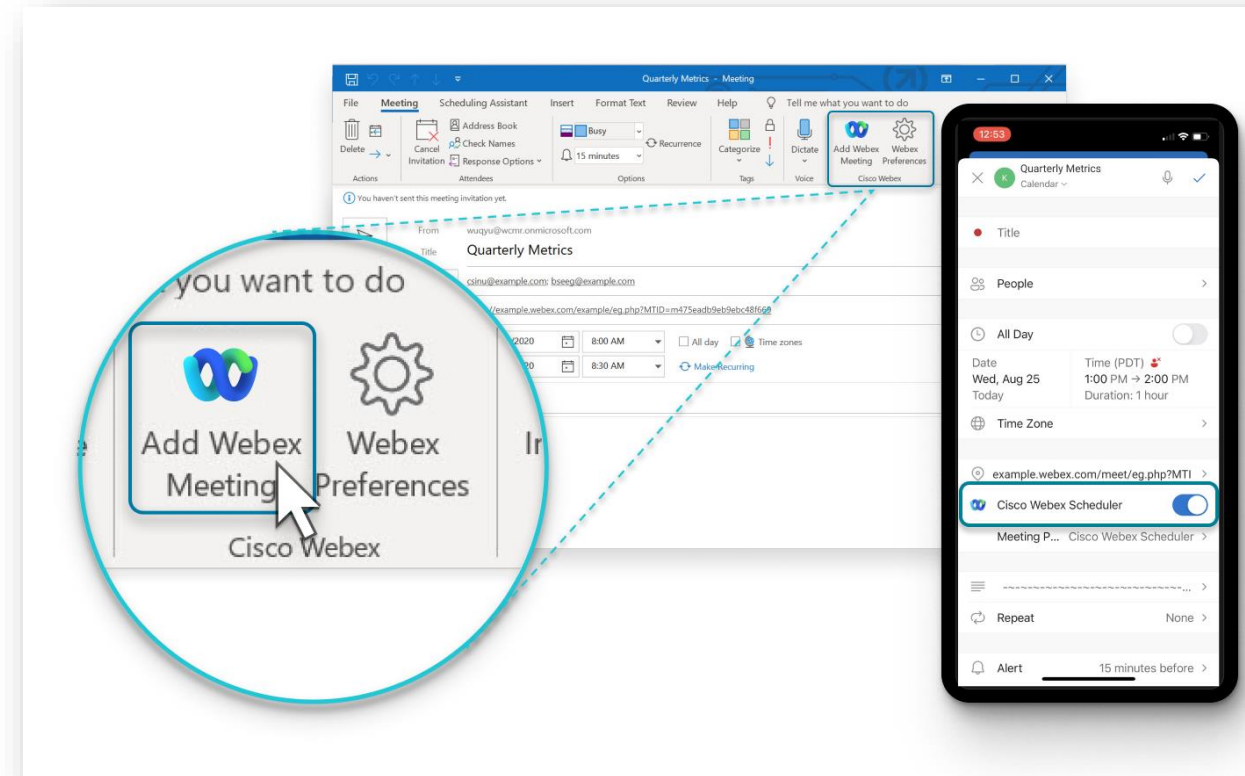 Quarterly Metrics - Meeting
File Meeting Scheduling Assistant Insert Format Text Review Help Tell me what you want to do
Delete
Cancel Invitation
Address Book
Check Names
Response Options
Busy
15 minutes
Recurrence
Categorize
Dictate
Add Webex Meeting
Webex Preferences
Actions Attendees Options Tags Voice Cisco Webex
You haven't sent this meeting invitation yet.
From wuqyu@wcmr.onmicrosoft.com
Title Quarterly Metrics
csinu@example.com; bseeg@example.com
/example.webex.com/example/eg.php?MTID=m475eadb9eb9ebc48f669
/2020 8:00 AM All day Time zones
20 8:30 AM Make Recurring
you want to do
Add Webex
Meeting
Webex
Preferences
In
Cisco Webex
12:53
K
Quarterly Metrics
Calendar
Title
People
All Day
Date Time (PDT)
Wed, Aug 25 1:00 PM → 2:00 PM
Today Duration: 1 hour
Time Zone
example.webex.com/meet/eg.php?MTI
Cisco Webex Scheduler
Meeting P... Cisco Webex Scheduler
~~~~~~~~~~~~~~~~~~~~~~~~~~~~~...
Repeat None
Alert 15 minutes before